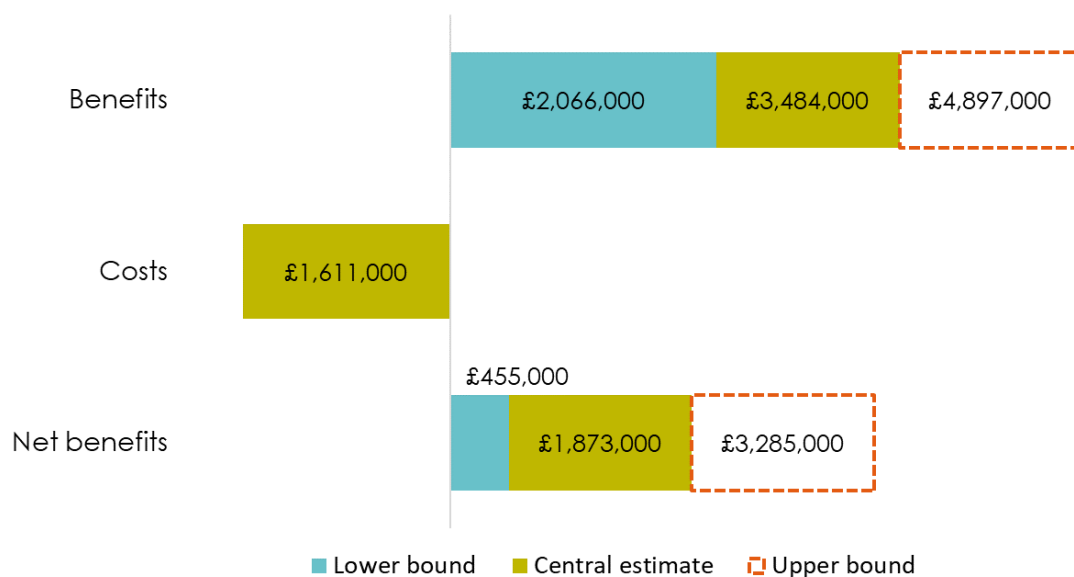 Benefits
£2,066,000
£3,484,000
£4,897,000
Costs
£1,611,000
£455,000
Net benefits
£1,873,000
£3,285,000
Lower bound
Central estimate
Upper bound